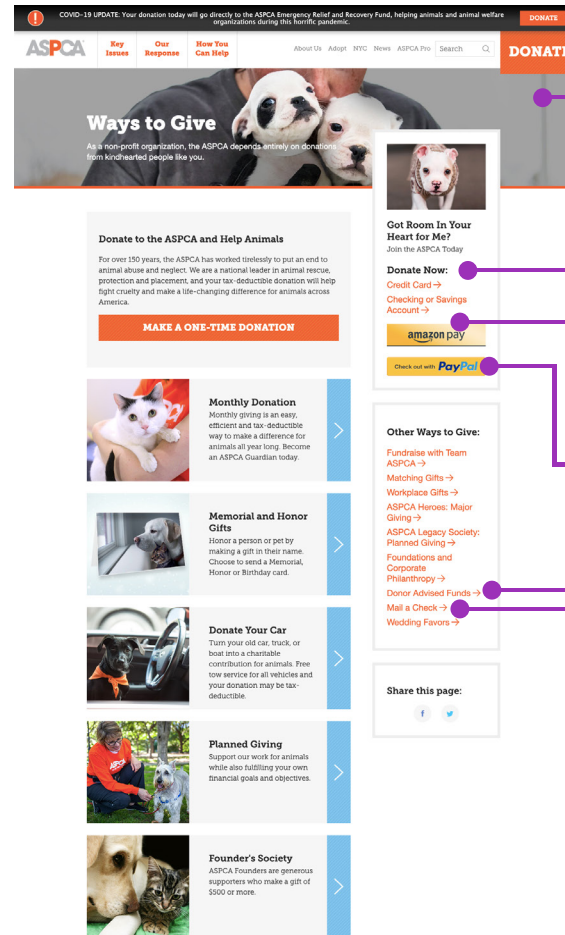 COVID-19 UPDATE: Your donation today will go directly to the ASPCA Emergency Relief and Recovery Fund, helping animals and animal welfare
organizations during this horrific pandemic.
DONATE
ASPCA
Key
Issues
Our
Response
How You
Can Help
About Us Adopt NYC News ASPCA Pro Search
DONATE
Ways to Give
As a non-profit organization, the ASPCA depends entirely on donations
from kindhearted people like you.
Got Room In Your
Heart for Me?
Join the ASPCA Today
Donate Now:
Credit Card →
Checking or Savings
Account →
amazon pay
Check out with PayPal
Donate to the ASPCA and Help Animals
For over 150 years, the ASPCA has worked tirelessly to put an end to
animal abuse and neglect. We are a national leader in animal rescue,
protection and placement, and your tax-deductible donation will help
fight cruelty and make a life-changing difference for animals across
America.
MAKE A ONE-TIME DONATION
Monthly Donation
Monthly giving is an easy,
efficient and tax-deductible
way to make a difference for
animals all year long. Become
an ASPCA Guardian today.
Memorial and Honor
Gifts
Honor a person or pet by
making a gift in their name.
Choose to send a Memorial,
Honor or Birthday card.
Donate Your Car
Turn your old car, truck, or
boat into a charitable
contribution for animals. Free
tow service for all vehicles and
your donation may be tax-
deductible.
Planned Giving
Support our work for animals
while also fulfilling your own
financial goals and objectives.
Founder's Society
ASPCA Founders are generous
supporters who make a gift of
$500 or more.
Other Ways to Give:
Fundraise with Team
ASPCA →
Matching Gifts →
Workplace Gifts →
ASPCA Heroes: Major
Giving →
ASPCA Legacy Society:
Planned Giving →
Foundations and
Corporate
Philanthropy →
Donor Advised Funds →
Mail a Check →
Wedding Favors →
Share this page: